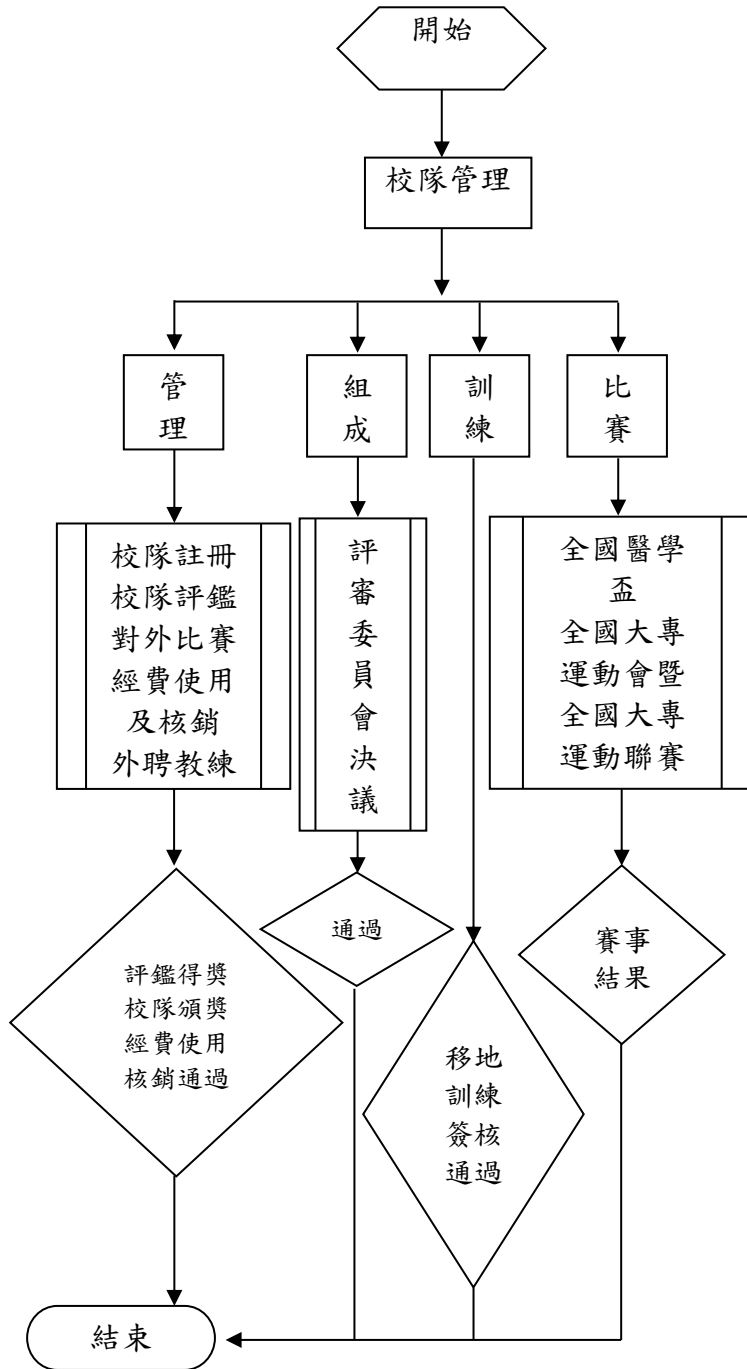 開始
校隊管理
管
理
組
成
訓
練
比
賽
校隊註冊
校隊評鑑
對外比賽
經費使用
及核銷
外聘教練
評
審
委
員
會
決
議
全國醫學
盃
全國大專
運動會暨
全國大專
運動聯賽
評鑑得獎
校隊頒獎
經費使用
核銷通過
通過
移地
訓練
簽核
通過
賽事
結果
結束